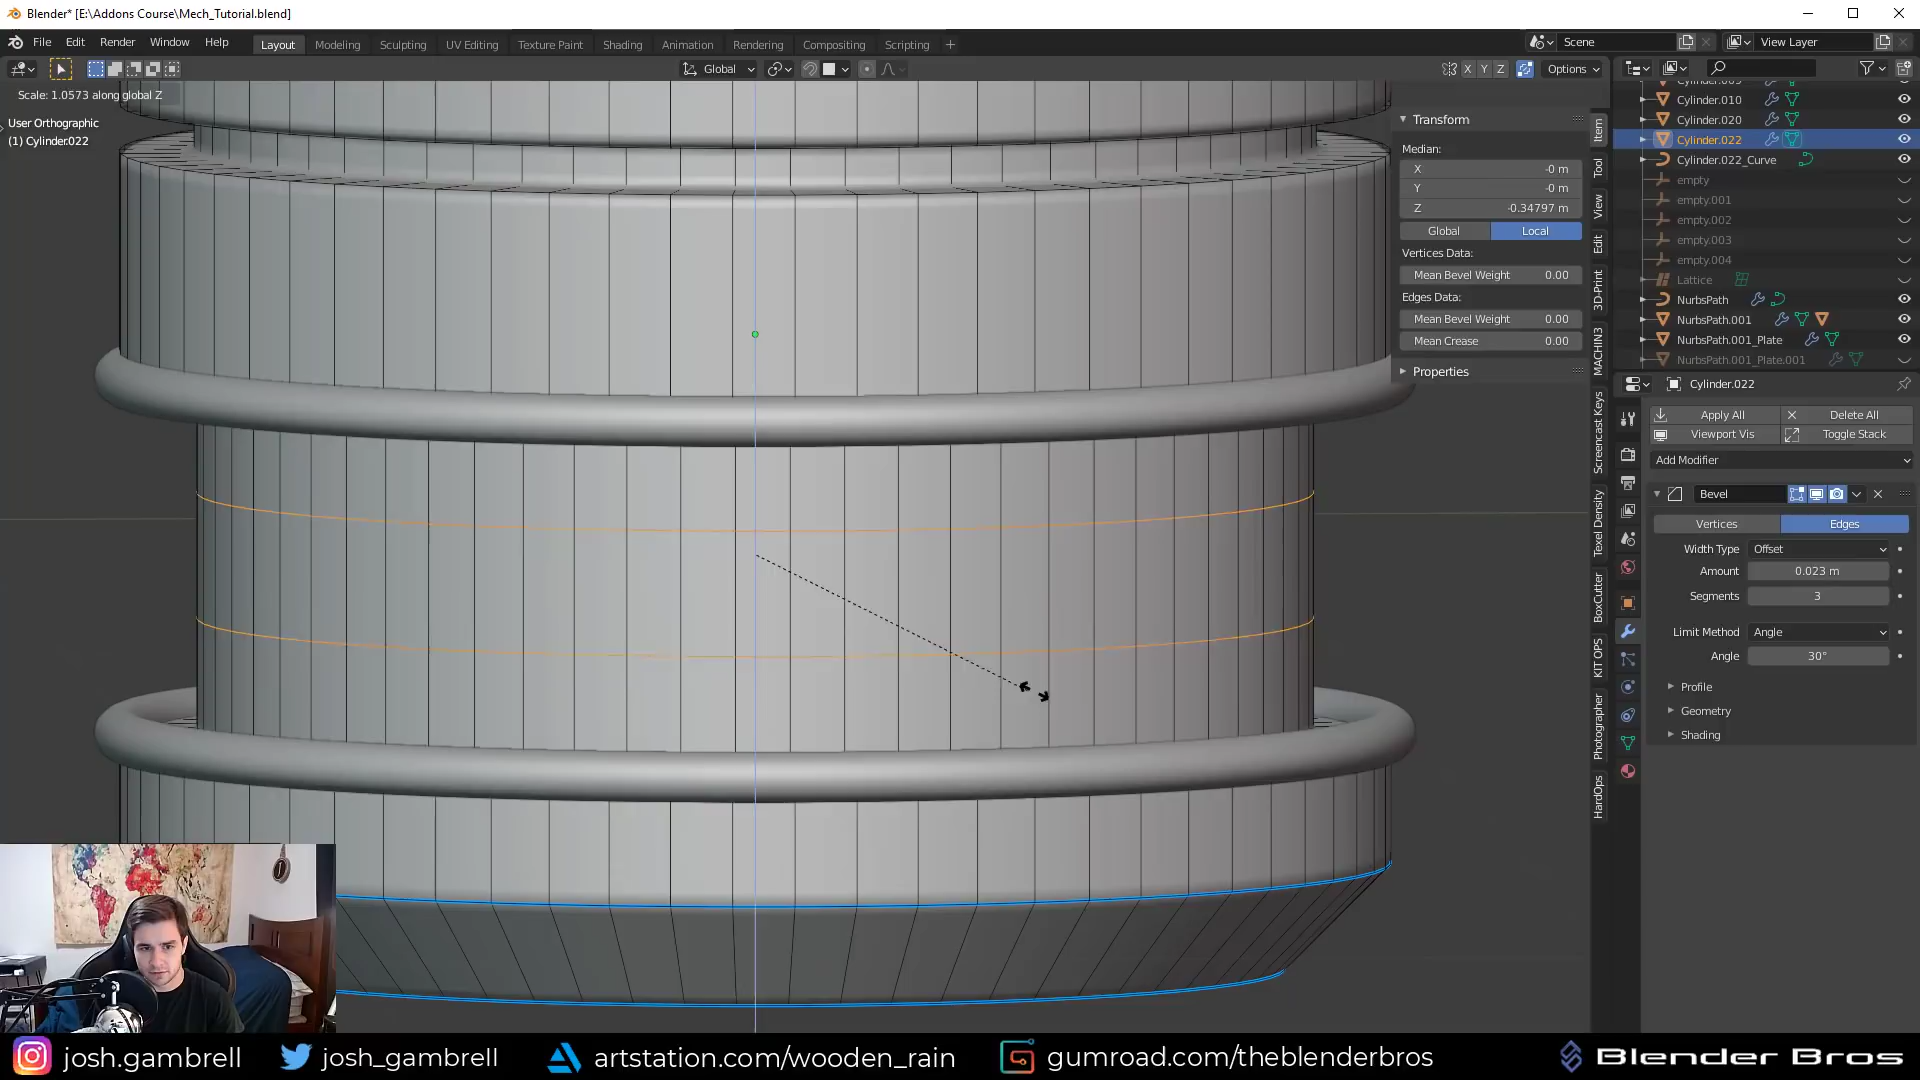 Blender* [E:\Addons Course\Mech_Tutorial.blend]
File Edit Render Window Help Layout Modeling Sculpting UV Editing Texture Paint Shading Animation Rendering Compositing Scripting + Scene View Layer
Global X Y Z Options
Scale: 1.0573 along global Z
User Orthographic
(1) Cylinder.022
Transform
Median:
X -0 m
Y -0 m
Z -0.34797 m
Global Local
Vertices Data:
Mean Bevel Weight 0.00
Edges Data:
Mean Bevel Weight 0.00
Mean Crease 0.00
Properties
Item
Tool
View
Edit
3D-Print
MACHIN3
Screencast Keys
Texel Density
BoxCutter
KIT OPS
Photographer
HardOps
Cylinder.010
Cylinder.020
Cylinder.022
Cylinder.022_Curve
empty
empty.001
empty.002
empty.003
empty.004
Lattice
NurbsPath
NurbsPath.001
NurbsPath.001_Plate
NurbsPath.001_Plate.001
Cylinder.022
Apply All Delete All
Viewport Vis Toggle Stack
Add Modifier
Bevel
Vertices Edges
Width Type Offset
Amount 0.023 m
Segments 3
Limit Method Angle
Angle 30°
Profile
Geometry
Shading
josh.gambrell josh_gambrell artstation.com/wooden_rain gumroad.com/theblenderbros Blender Bros